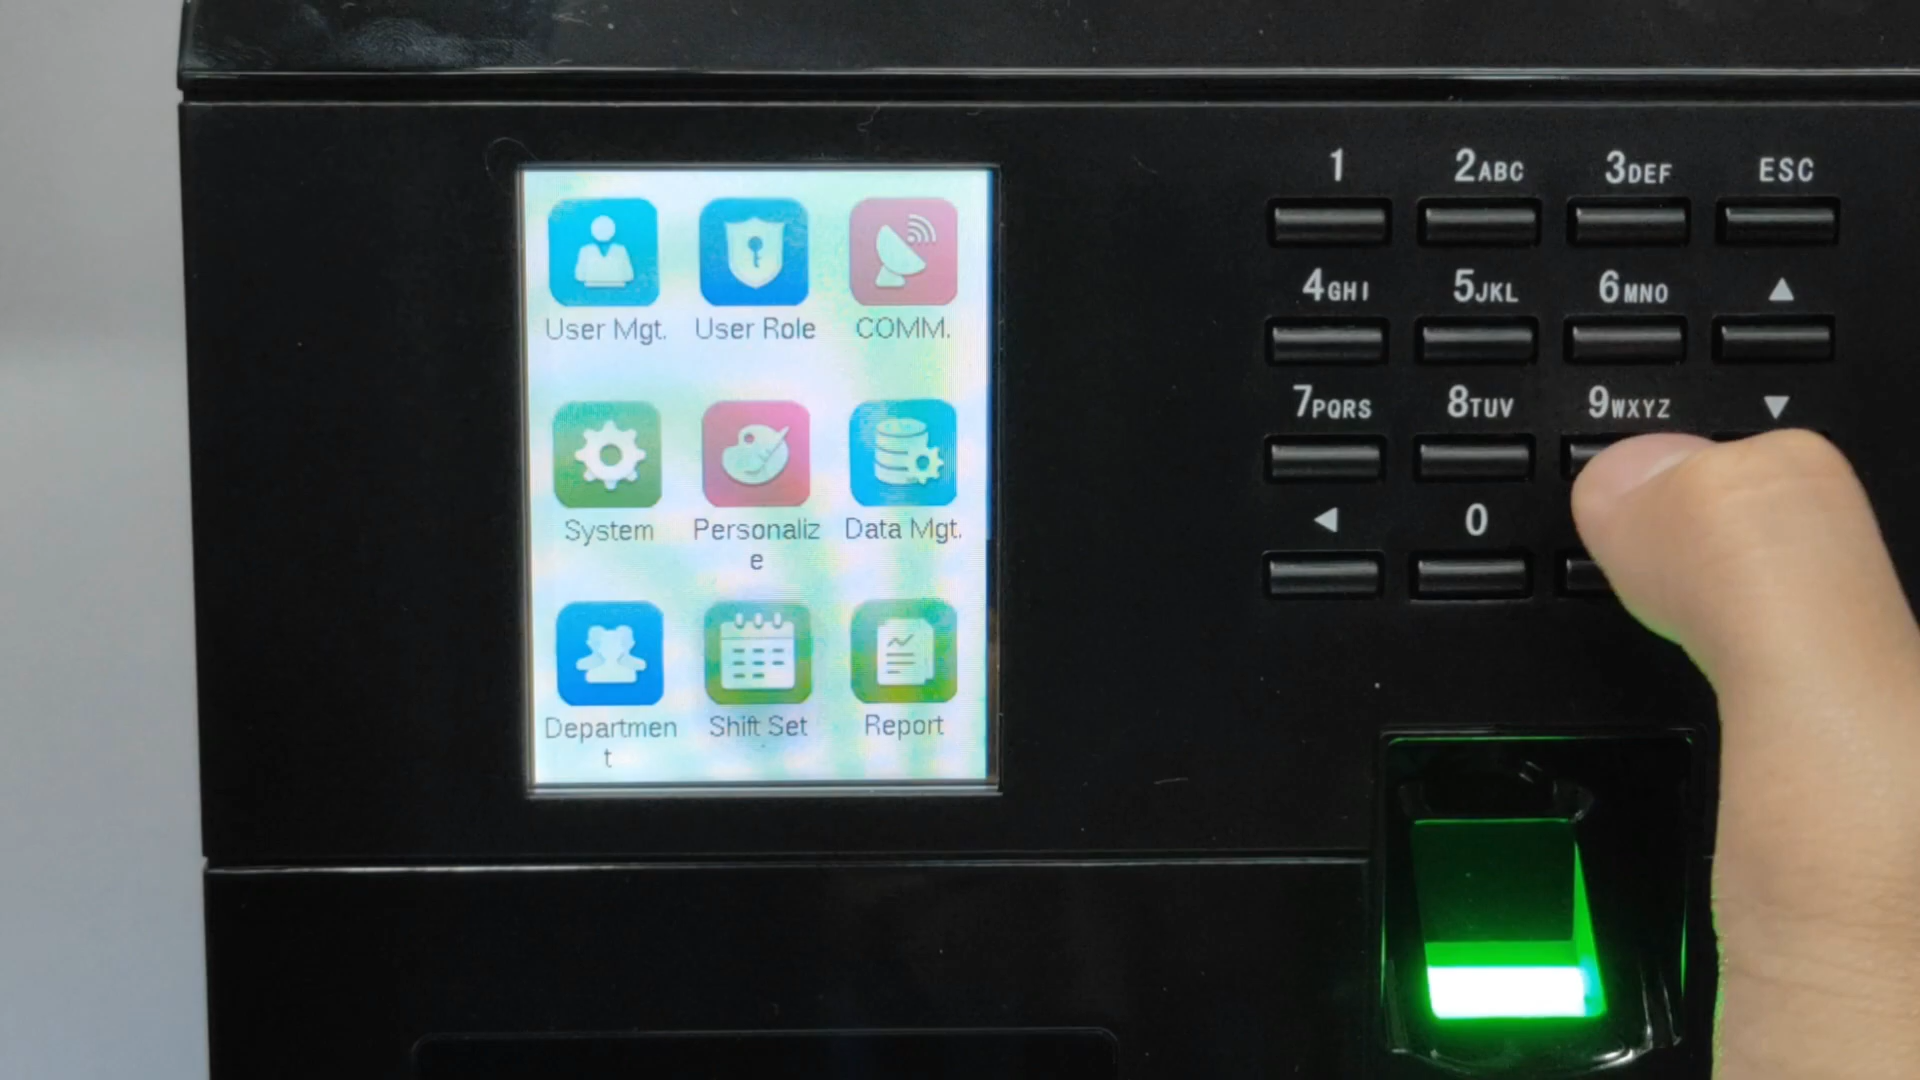 User Mgt. User Role COMM.
System Personaliz
e Data Mgt.
Departmen
t Shift Set Report
1 2ABC 3DEF ESC
4GHI 5JKL 6MNO ▲
7PQRS 8TUV 9WXYZ ▼
◀ 0